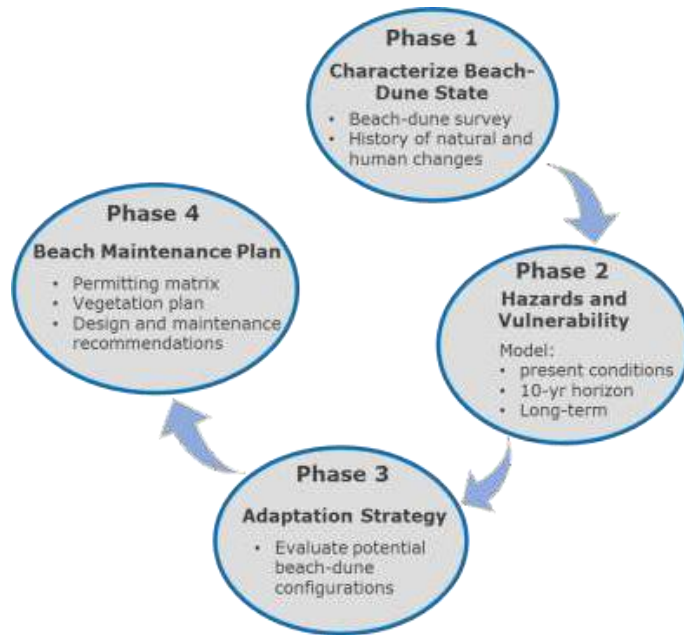 Phase 1
Characterize Beach-
Dune State
• Beach-dune survey
• History of natural and
human changes
Phase 2
Hazards and
Vulnerability
Model:
• present conditions
• 10-yr horizon
• Long-term
Phase 3
Adaptation Strategy
• Evaluate potential
beach-dune
configurations
Phase 4
Beach Maintenance Plan
• Permitting matrix
• Vegetation plan
• Design and maintenance
recommendations